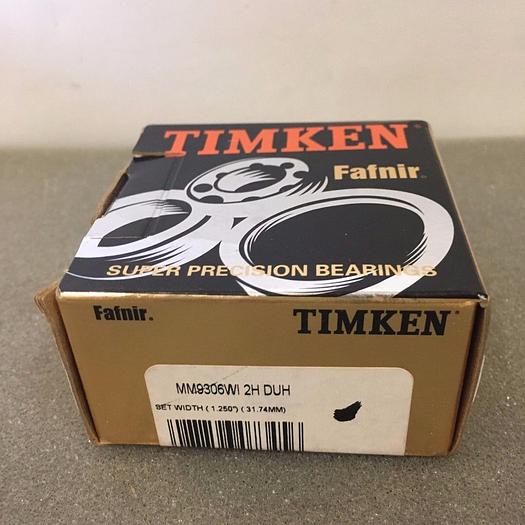 TIMKEN
Fafnir
SUPER PRECISION BEARINGS
Fafnir. TIMKEN
MM9306WI 2H DUH
SET WIDTH ( 1.250") ( 31.74MM)